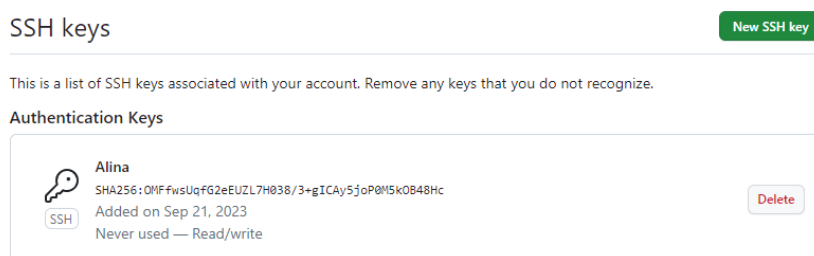 SSH keys
New SSH key
This is a list of SSH keys associated with your account. Remove any keys that you do not recognize.
Authentication Keys
Alina
SHA256:OMFfwsUqfG2eEUZL7H038/3+gICAy5joP0M5kOB48Hc
SSH
Added on Sep 21, 2023
Never used — Read/write
Delete